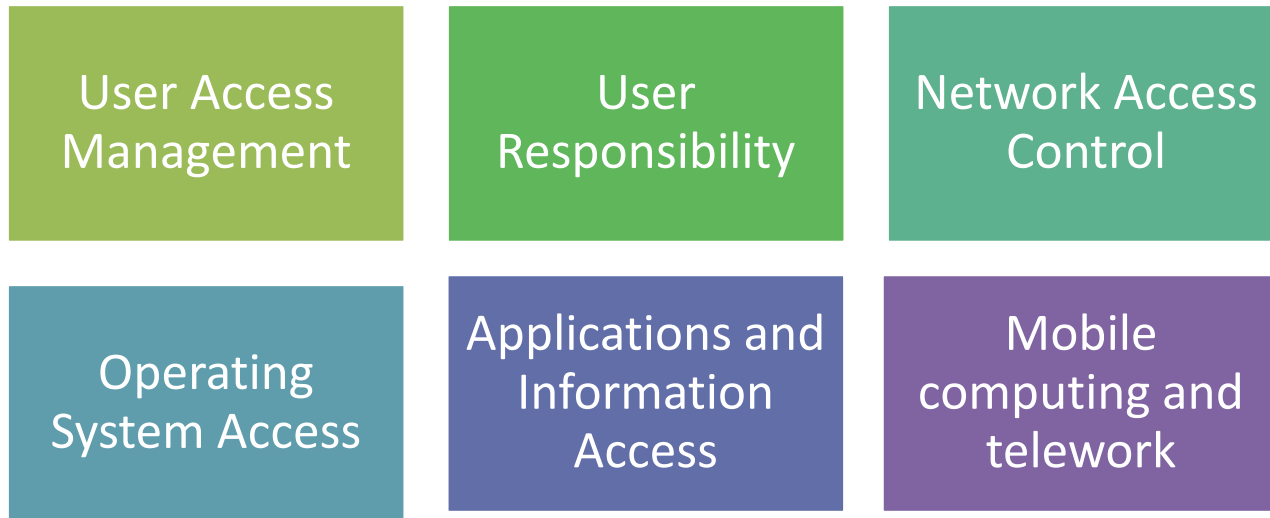 User Access
Management
User
Responsibility
Network Access
Control
Operating
System Access
Applications and
Information
Access
Mobile
computing and
telework